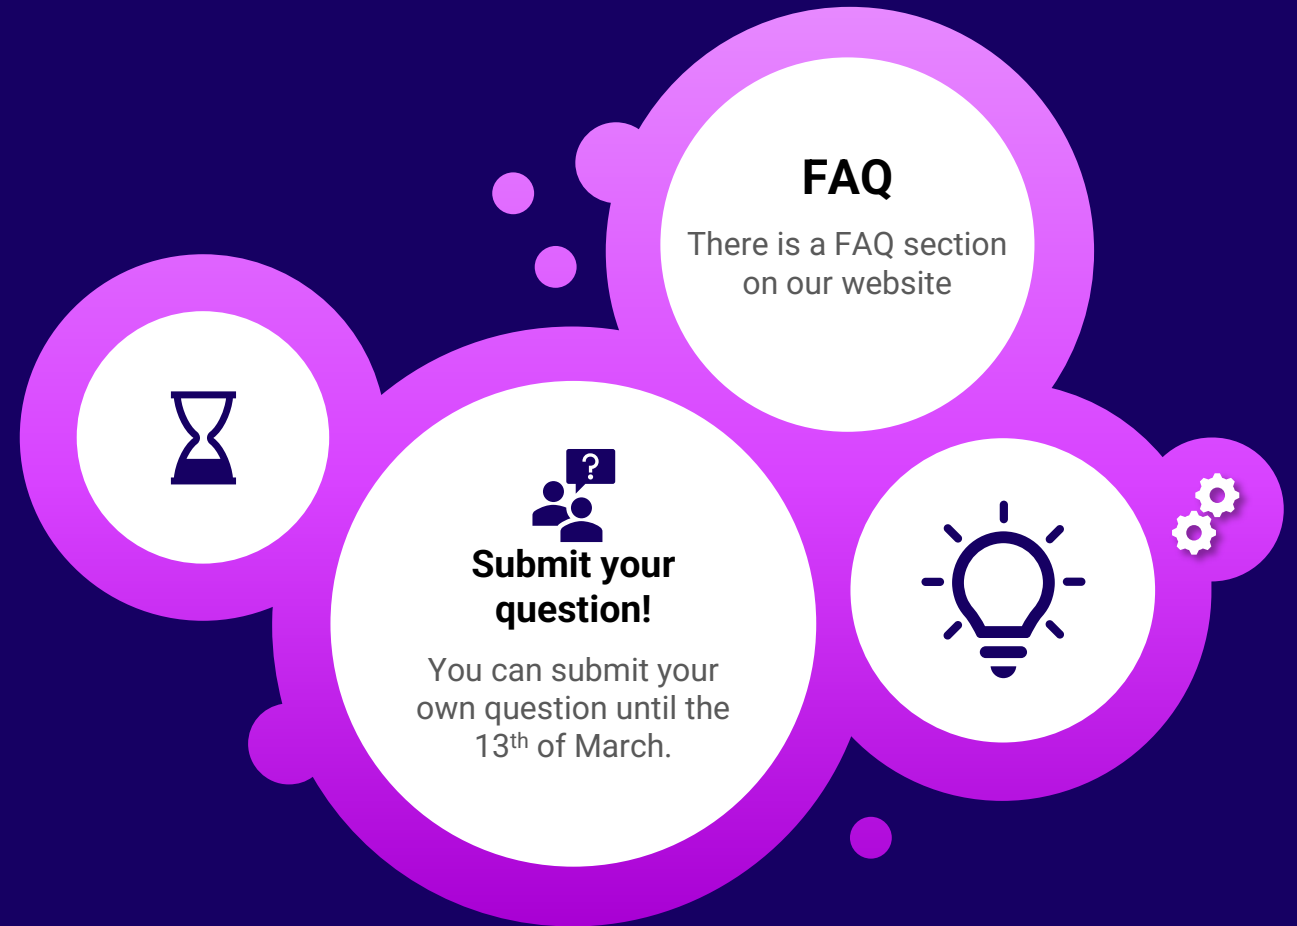 FAQ
There is a FAQ section
on our website
?
Submit your
question!
You can submit your
own question until the
13th of March.